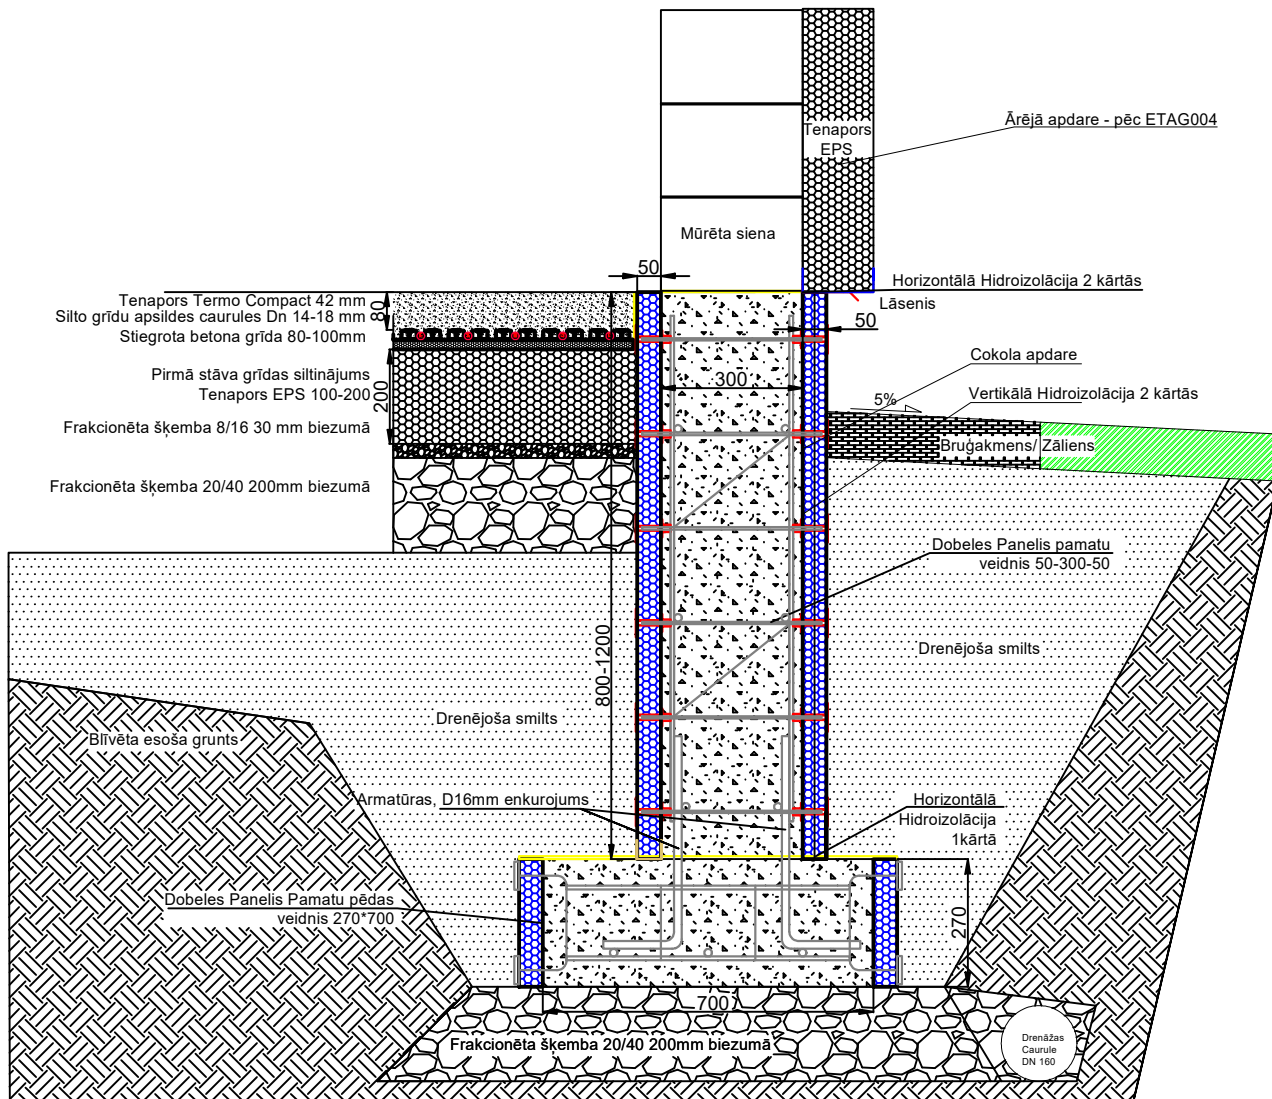 Tenapors
EPS
Ārējā apdare - pēc ETAG004
Mūrēta siena
50
Horizontālā Hidroizolācija 2 kārtās
Lāsenis
50
Tenapors Termo Compact 42 mm
Silto grīdu apsildes caurules Dn 14-18 mm
Stiegrota betona grīda 80-100mm
80
Pirmā stāva grīdas siltinājums
Tenapors EPS 100-200
200
Frakcionēta šķemba 8/16 30 mm biezumā
Frakcionēta šķemba 20/40 200mm biezumā
300
Cokola apdare
5%
Vertikālā Hidroizolācija 2 kārtās
Bruģakmens/ Zāliens
Dobeles Panelis pamatu
veidnis 50-300-50
800-1200
Drenējoša smilts
Drenējoša smilts
Blīvēta esoša grunts
Armatūras, D16mm enkurojums
Horizontālā
Hidroizolācija
1kārtā
Dobeles Panelis Pamatu pēdas
veidnis 270*700
270
700
Frakcionēta šķemba 20/40 200mm biezumā
Drenāžas
Caurule
DN 160